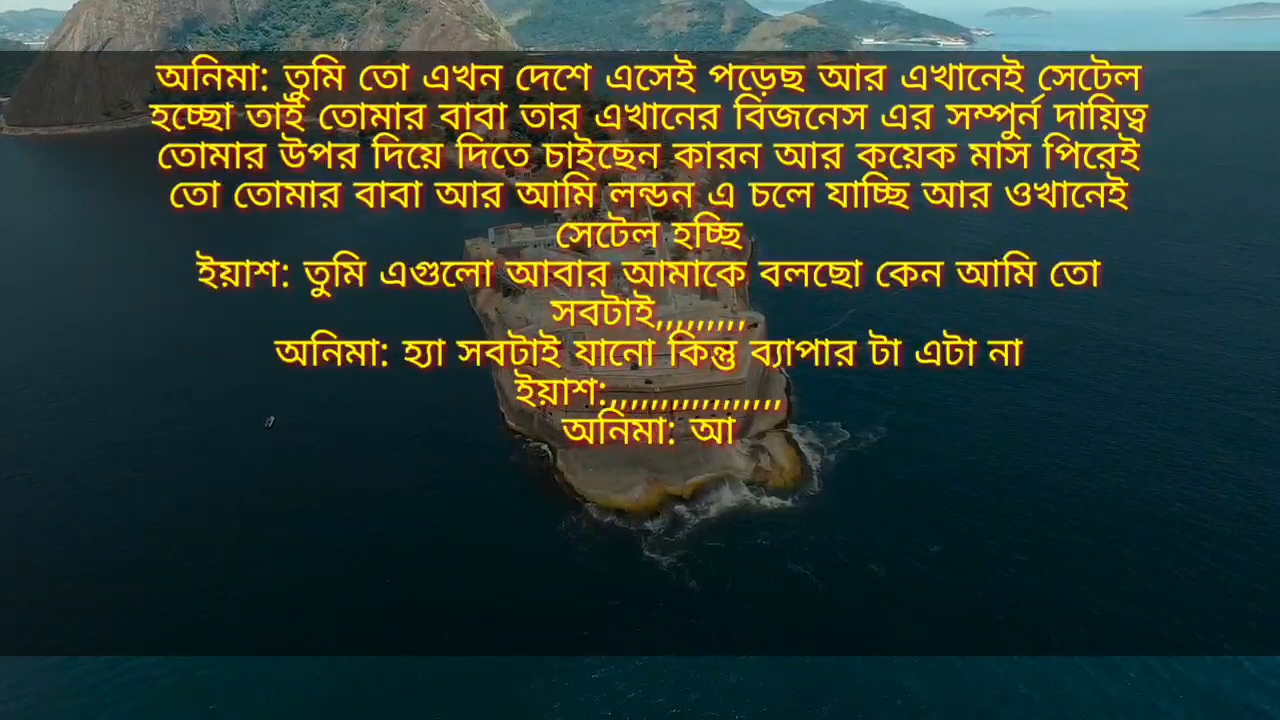 অনিমা: তুমি তো এখন দেশে এসেই পড়েছ আর এখানেই সেটেল
হচ্ছো তাই তোমার বাবা তার এখানের বিজনেস এর সম্পুর্ন দায়িত্ব
তোমার উপর দিয়ে দিতে চাইছেন কারন আর কয়েক মাস পিরেই
তো তোমার বাবা আর আমি লন্ডন এ চলে যাচ্ছি আর ওখানেই
সেটেল হচ্ছি
ইয়াশ: তুমি এগুলো আবার আমাকে বলছো কেন আমি তো
সবটাই,,,,,,,,,
অনিমা: হ্যা সবটাই যানো কিন্তু ব্যাপার টা এটা না
ইয়াশ:,,,,,,,,,,,,,,,,,
অনিমা: আ